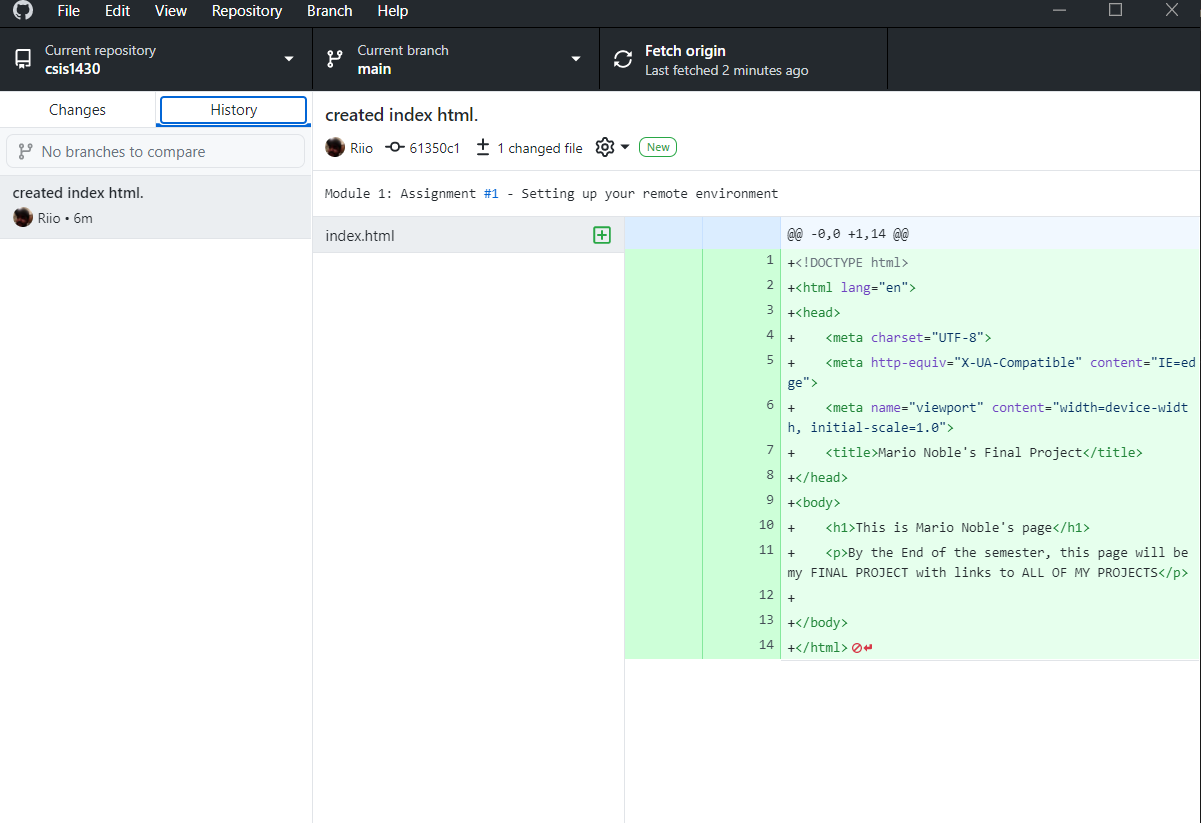 File Edit View Repository Branch Help
Current repository
csis1430
Current branch
main
Fetch origin
Last fetched 2 minutes ago
Changes
History
No branches to compare
created index html.
Riio • 6m
created index html.
Riio 61350c1 1 changed file New
Module 1: Assignment #1 - Setting up your remote environment
index.html
@@ -0,0 +1,14 @@
1 +<!DOCTYPE html>
2 +<html lang="en">
3 +<head>
4 +    <meta charset="UTF-8">
5 +    <meta http-equiv="X-UA-Compatible" content="IE=ed
ge">
6 +    <meta name="viewport" content="width=device-widt
h, initial-scale=1.0">
7 +    <title>Mario Noble's Final Project</title>
8 +</head>
9 +<body>
10 +    <h1>This is Mario Noble's page</h1>
11 +    <p>By the End of the semester, this page will be
my FINAL PROJECT with links to ALL OF MY PROJECTS</p>
12 +
13 +</body>
14 +</html>